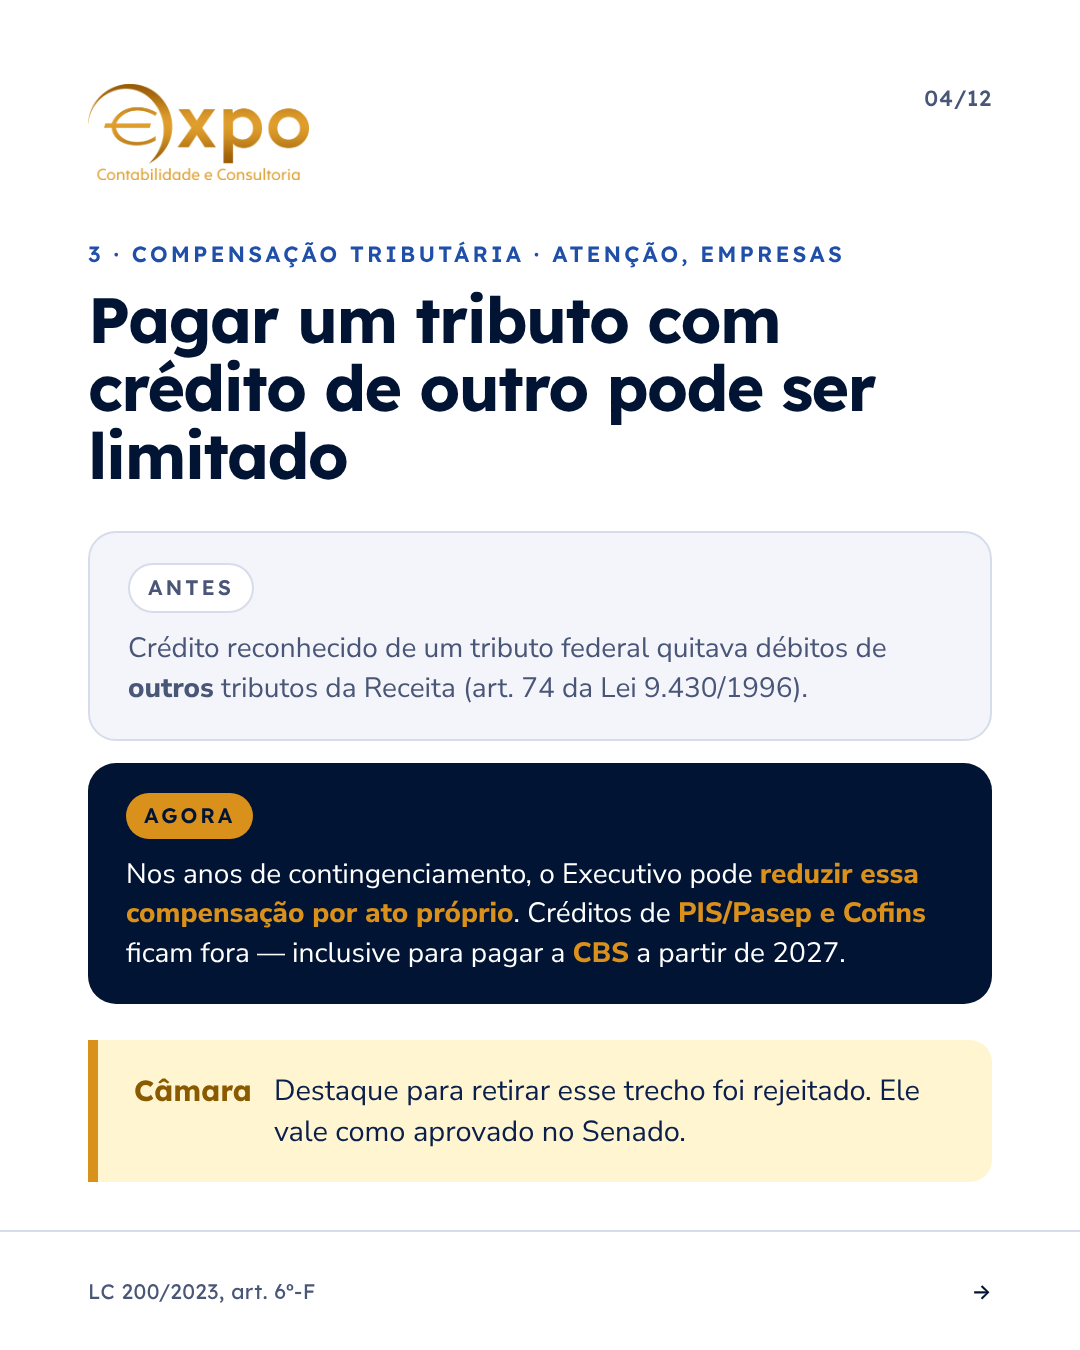 Expo
Contabilidade e Consultoria
04/12
3 · COMPENSAÇÃO TRIBUTÁRIA · ATENÇÃO, EMPRESAS
Pagar um tributo com
crédito de outro pode ser
limitado
ANTES
Crédito reconhecido de um tributo federal quitava débitos de
outros tributos da Receita (art. 74 da Lei 9.430/1996).
AGORA
Nos anos de contingenciamento, o Executivo pode reduzir essa
compensação por ato próprio. Créditos de PIS/Pasep e Cofins
ficam fora — inclusive para pagar a CBS a partir de 2027.
Câmara Destaque para retirar esse trecho foi rejeitado. Ele
vale como aprovado no Senado.
LC 200/2023, art. 6º-F →